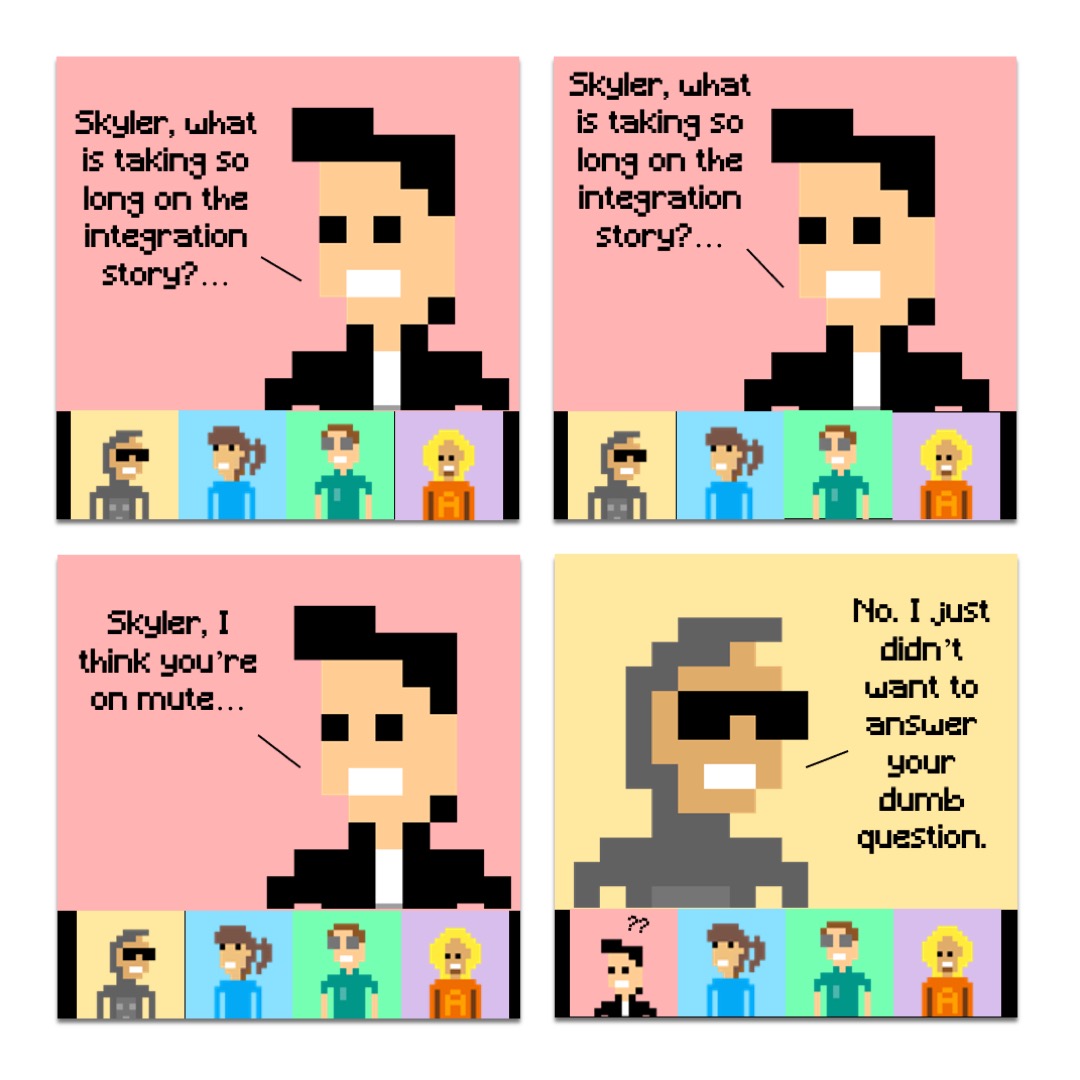 Skyler, what
is taking so
long on the
integration
story?...
Skyler, what
is taking so
long on the
integration
story?...
Skyler, I
think you're
on mute...
No. I just
didn't
want to
answer
your
dumb
question.
??
A
A
A
A